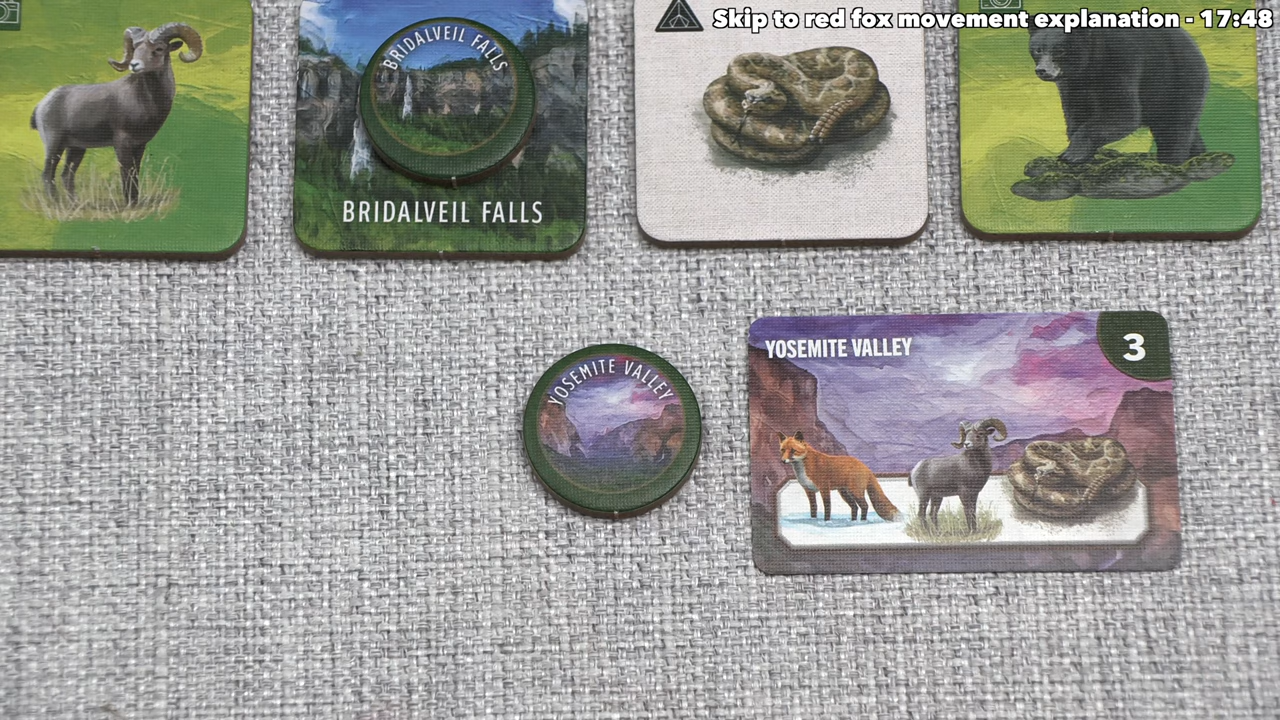 Skip to red fox movement explanation - 17:48
BRIDALVEIL FALLS
BRIDALVEIL FALLS
YOSEMITE VALLEY
3
YOSEMITE VALLEY